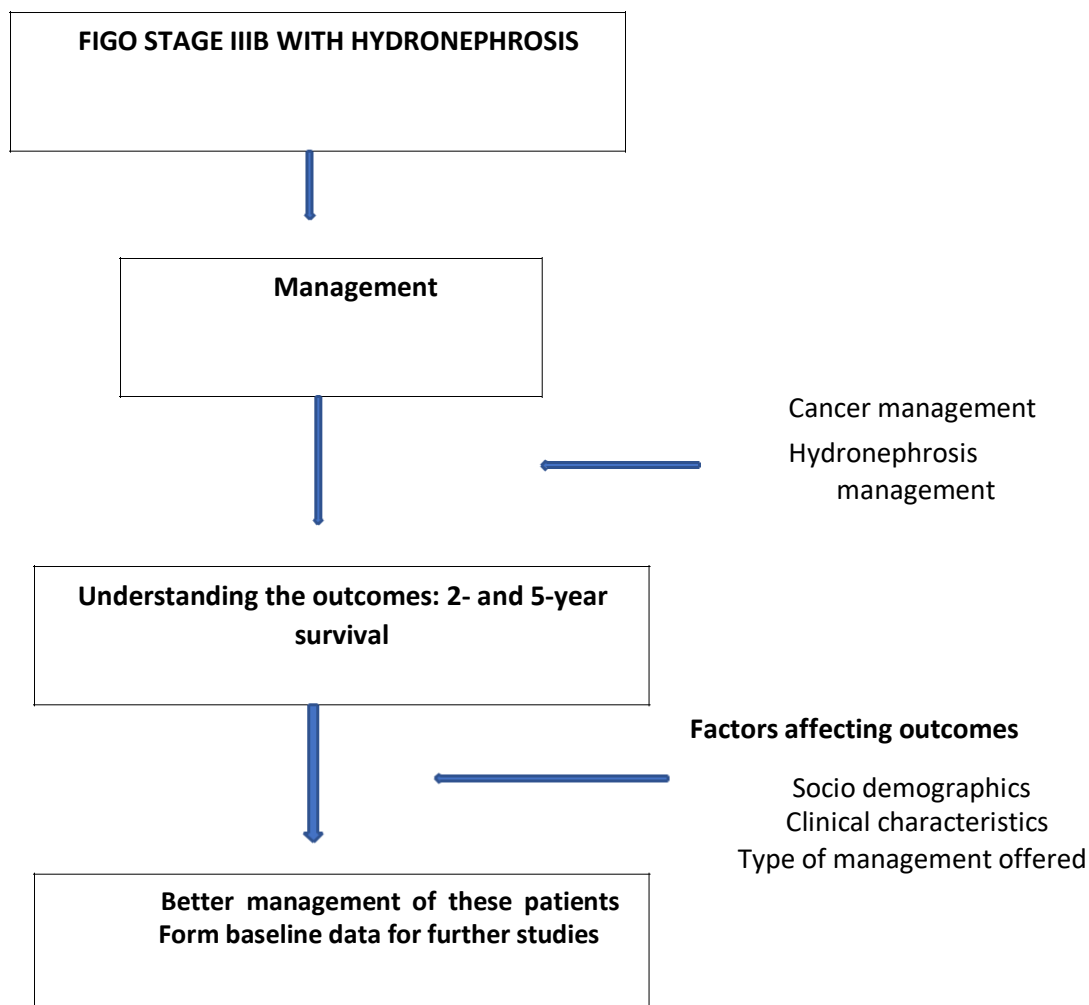 FIGO STAGE IIIB WITH HYDRONEPHROSIS
Management
Cancer management
Hydronephrosis
management
Understanding the outcomes: 2- and 5-year
survival
Factors affecting outcomes
Socio demographics
Clinical characteristics
Type of management offered
Better management of these patients
Form baseline data for further studies